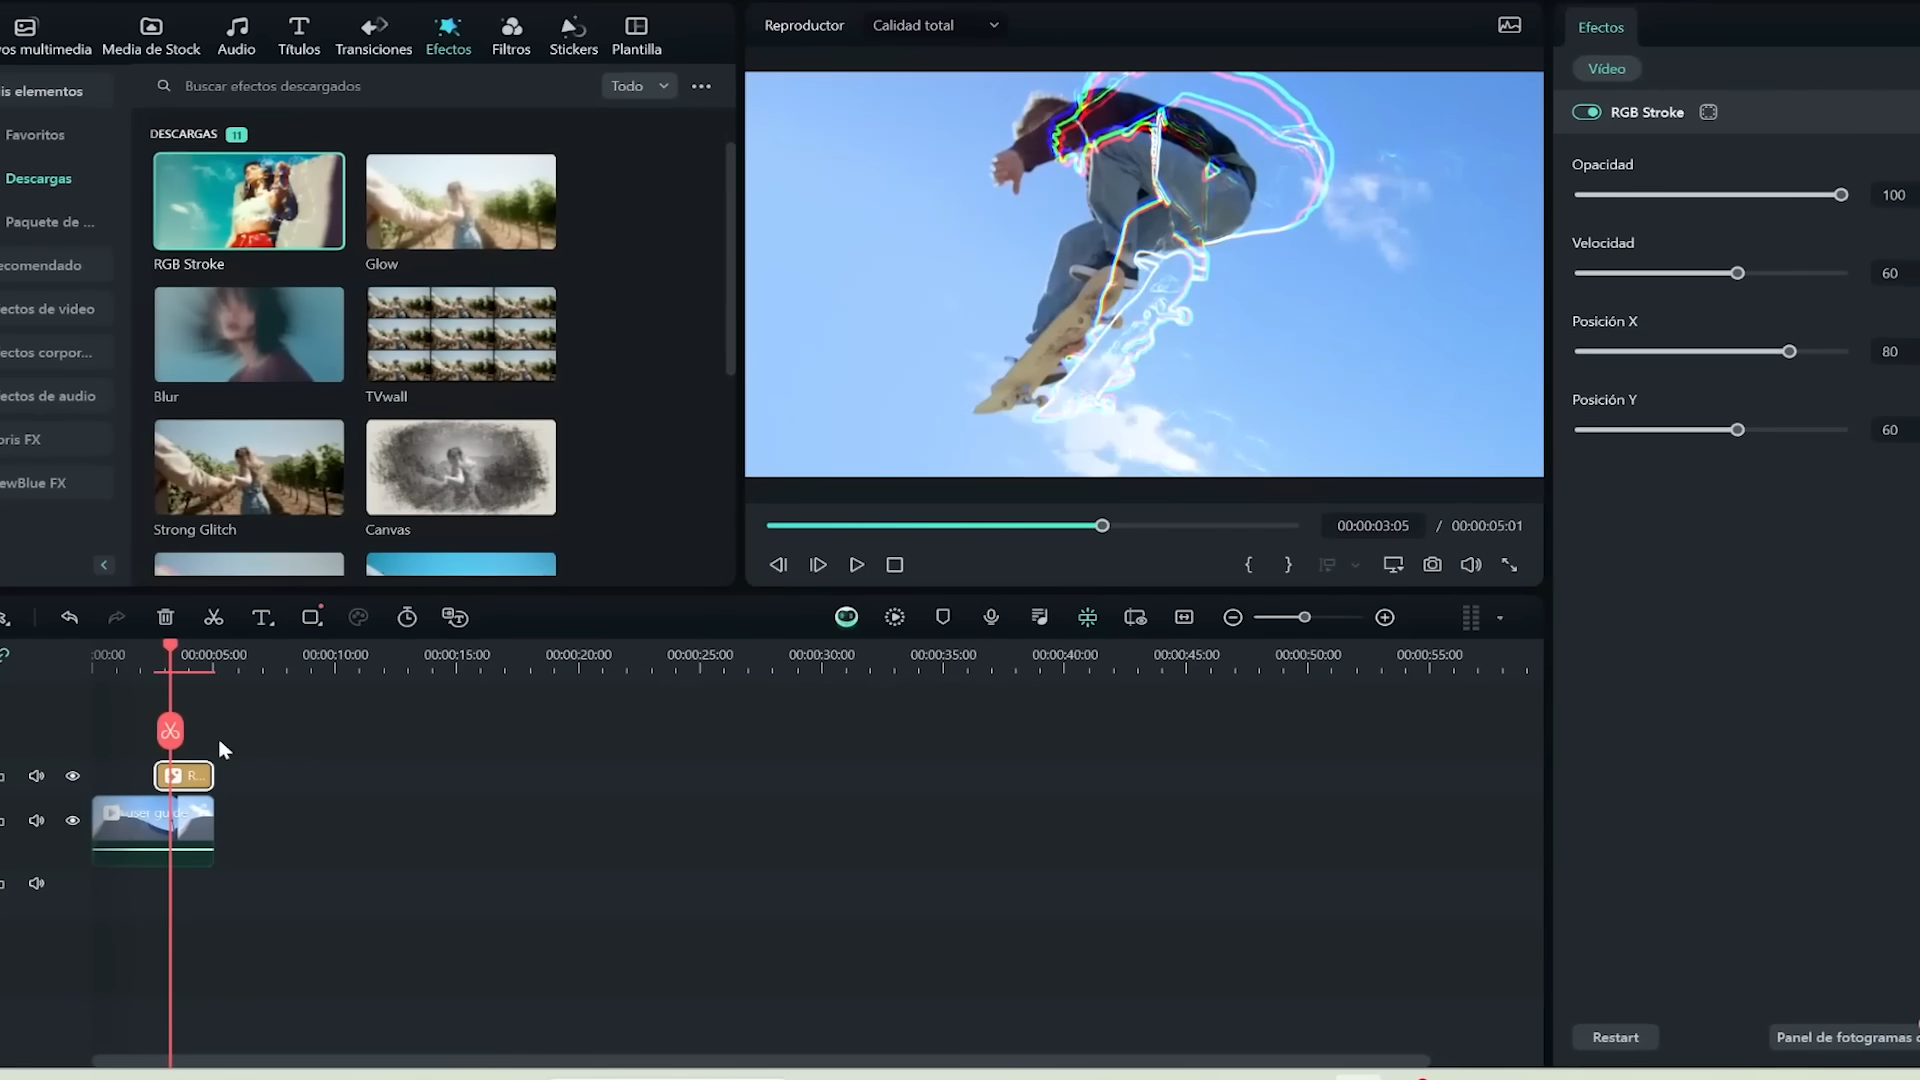 os multimedia
Media de Stock
Audio
Títulos
Transiciones
Efectos
Filtros
Stickers
Plantilla
Reproductor
Calidad total
Efectos
Vídeo
is elementos
Buscar efectos descargados
Todo
Favoritos
Descargas
Paquete de ...
ecomendado
ectos de video
ectos corpor...
ectos de audio
oris FX
ewBlue FX
DESCARGAS 11
RGB Stroke
Glow
Blur
TVwall
Strong Glitch
Canvas
RGB Stroke
Opacidad
100
Velocidad
60
Posición X
80
Posición Y
60
00:00:03:05 / 00:00:05:01
:00:00
00:00:05:00
00:00:10:00
00:00:15:00
00:00:20:00
00:00:25:00
00:00:30:00
00:00:35:00
00:00:40:00
00:00:45:00
00:00:50:00
00:00:55:00
R...
user guide
Restart
Panel de fotogramas c